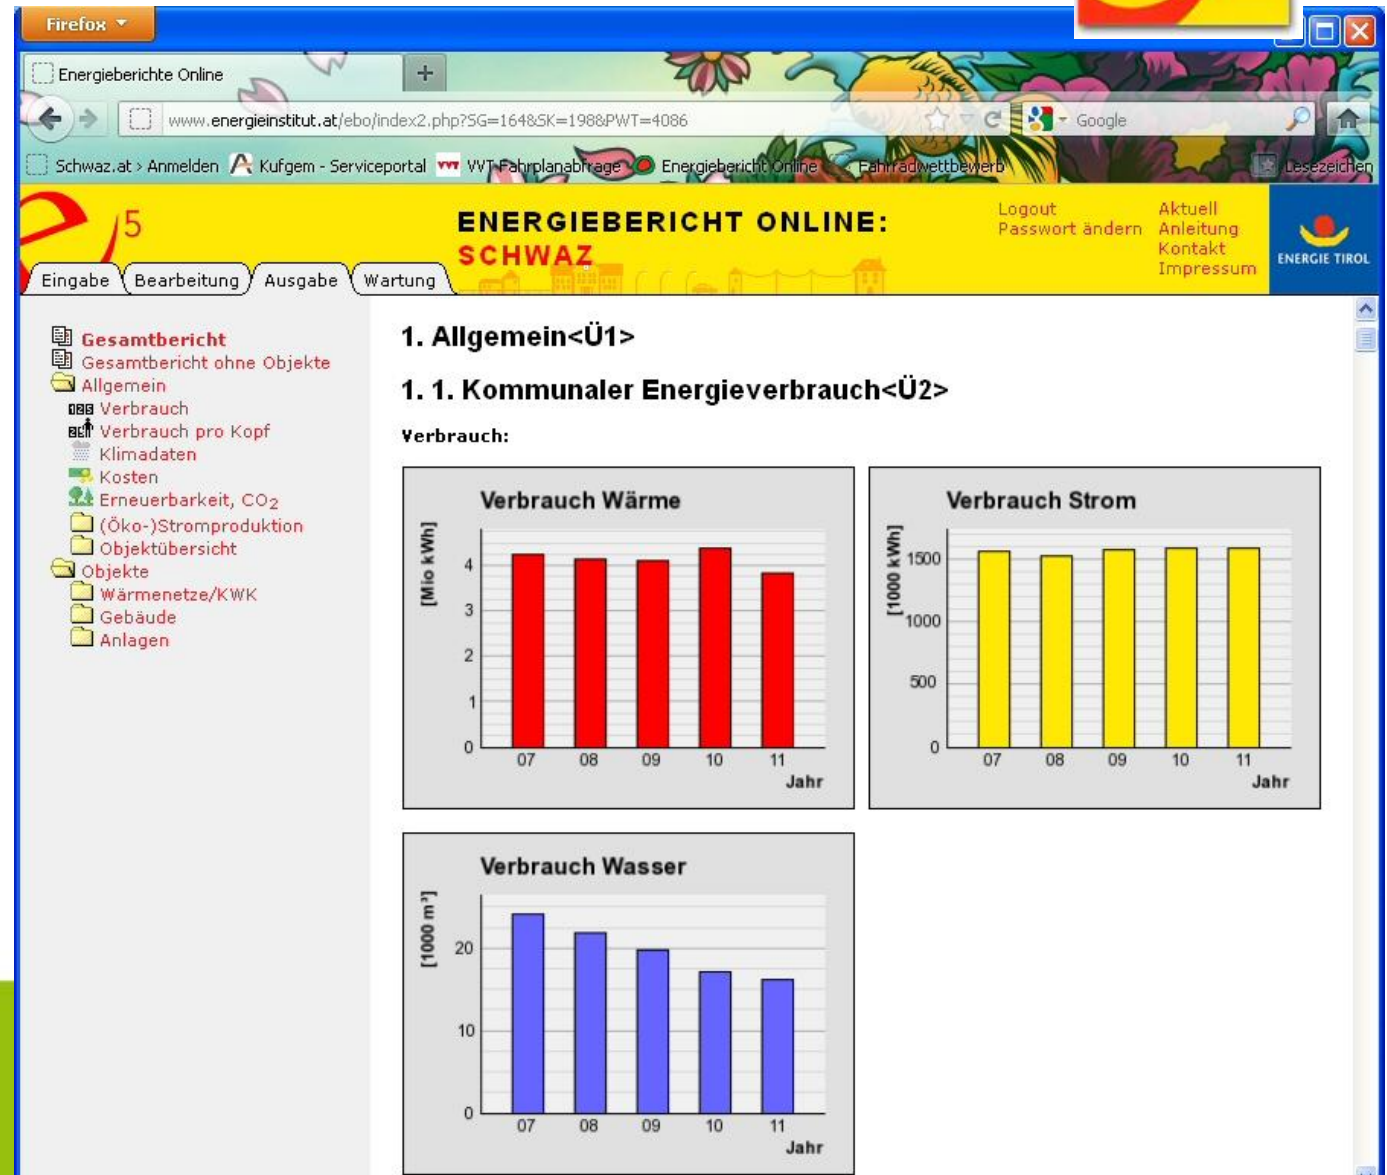 Firefox
Energieberichte Online
www.energieinstitut.at/ebo/index2.php?SG=164&SK=198&PWT=4086
Google
Schwaz.at > Anmelden Kufgem - Serviceportal VVT Fahrplanabfrage Energiebericht Online Fahrradwettbewerb Lesezeichen
e5
ENERGIEBERICHT ONLINE:
SCHWAZ
Logout
Passwort ändern
Aktuell
Anleitung
Kontakt
Impressum
ENERGIE TIROL
Eingabe Bearbeitung Ausgabe Wartung
Gesamtbericht
Gesamtbericht ohne Objekte
Allgemein
Verbrauch
Verbrauch pro Kopf
Klimadaten
Kosten
Erneuerbarkeit, CO2
(Öko-)Stromproduktion
Objektübersicht
Objekte
Wärmenetze/KWK
Gebäude
Anlagen
1. Allgemein<Ü1>
1. 1. Kommunaler Energieverbrauch<Ü2>
Verbrauch:
Verbrauch Wärme
[Mio kWh]
4
3
2
1
0
07 08 09 10 11
Jahr
Verbrauch Strom
[1000 kWh]
1500
1000
500
0
07 08 09 10 11
Jahr
Verbrauch Wasser
[1000 m³]
20
10
0
07 08 09 10 11
Jahr